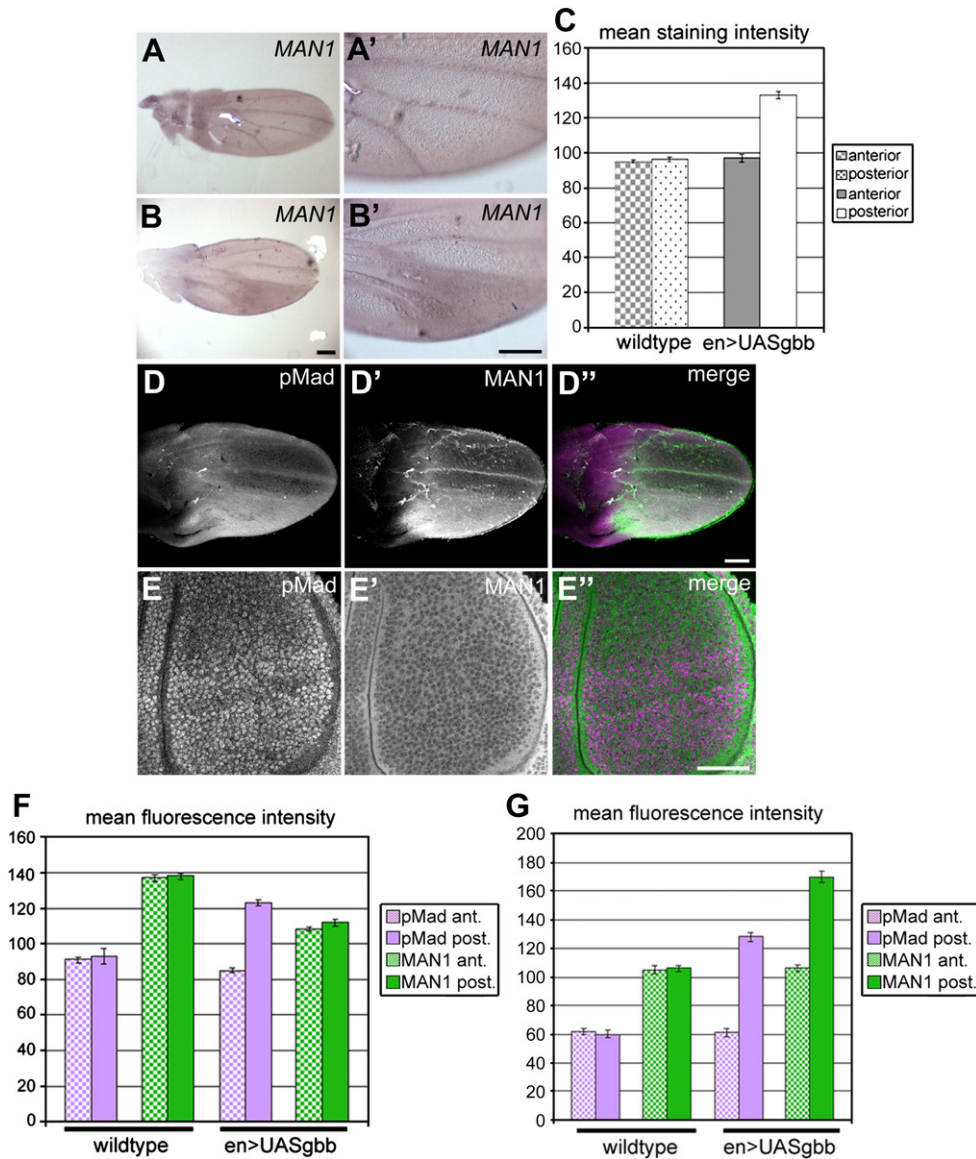 A
MAN1
A'
MAN1
B
MAN1
B'
MAN1
C
mean staining intensity
160
140
120
100
80
60
40
20
0
wildtype
en>UASgbb
anterior
posterior
anterior
posterior
D
pMad
D'
MAN1
D''
merge
E
pMad
E'
MAN1
E''
merge
F
mean fluorescence intensity
160
140
120
100
80
60
40
20
0
wildtype
en>UASgbb
pMad ant.
pMad post.
MAN1 ant.
MAN1 post.
G
mean fluorescence intensity
200
180
160
140
120
100
80
60
40
20
0
wildtype
en>UASgbb
pMad ant.
pMad post.
MAN1 ant.
MAN1 post.